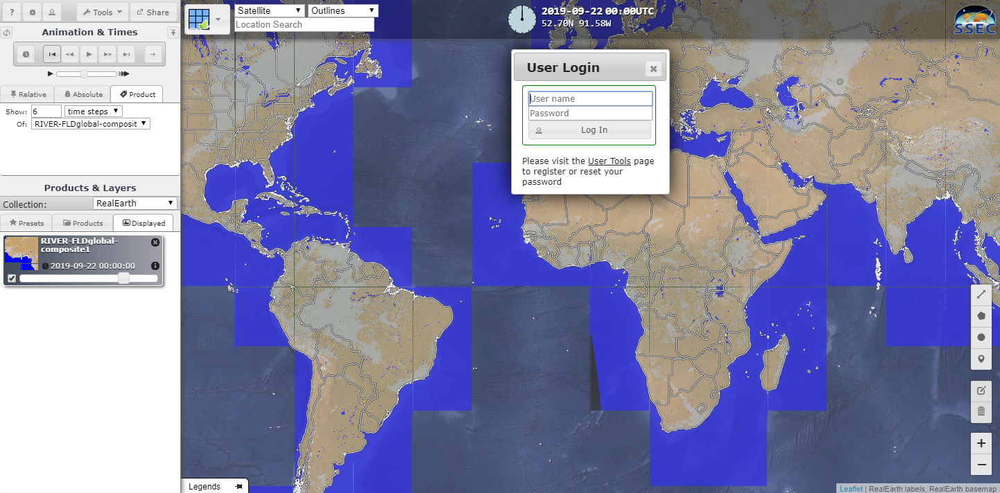 ?
Tools
Share
Animation & Times
Relative
Absolute
Product
Show:
6
time steps
Of:
RIVER-FLDglobal-composit
Products & Layers
Collection:
RealEarth
Presets
Products
Displayed
RIVER-FLDglobal-
composite1
2019-09-22 00:00:00
Satellite
Outlines
Location Search
2019-09-22 00:00UTC
52.70N 91.58W
SSEC
User Login
User name
Password
Log In
Please visit the User Tools page
to register or reset your
password
Legends
+
−
Leaflet | RealEarth labels, RealEarth basemap